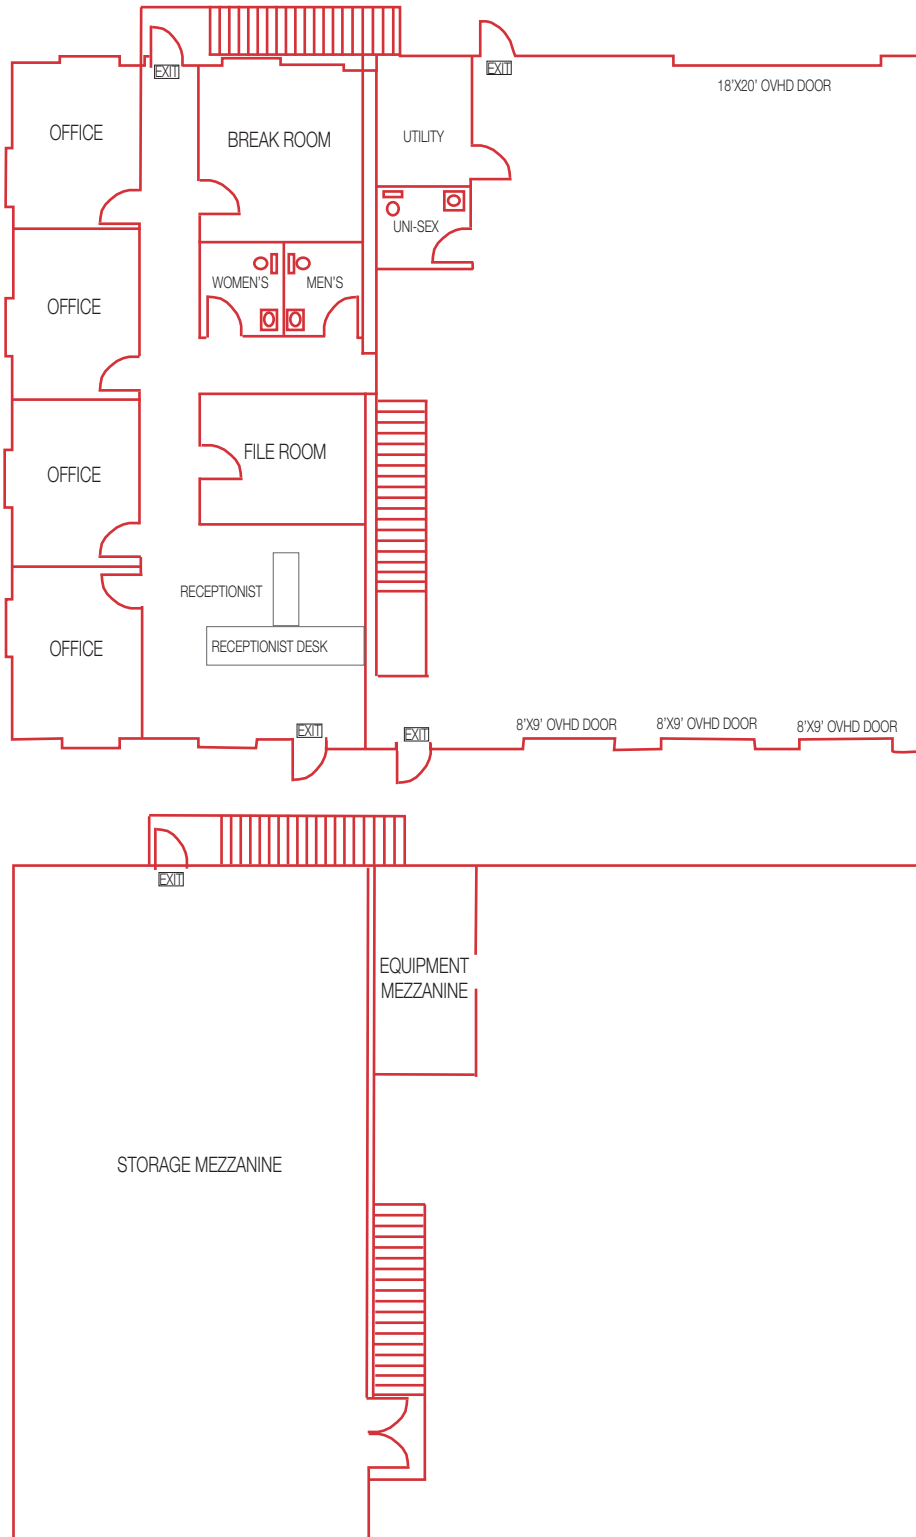 EXIT
EXIT
18'X20' OVHD DOOR
OFFICE
BREAK ROOM
UTILITY
UNI-SEX
WOMEN'S
MEN'S
OFFICE
FILE ROOM
OFFICE
RECEPTIONIST
RECEPTIONIST DESK
OFFICE
EXIT
EXIT
8'X9' OVHD DOOR
8'X9' OVHD DOOR
8'X9' OVHD DOOR
EXIT
EQUIPMENT
MEZZANINE
STORAGE MEZZANINE